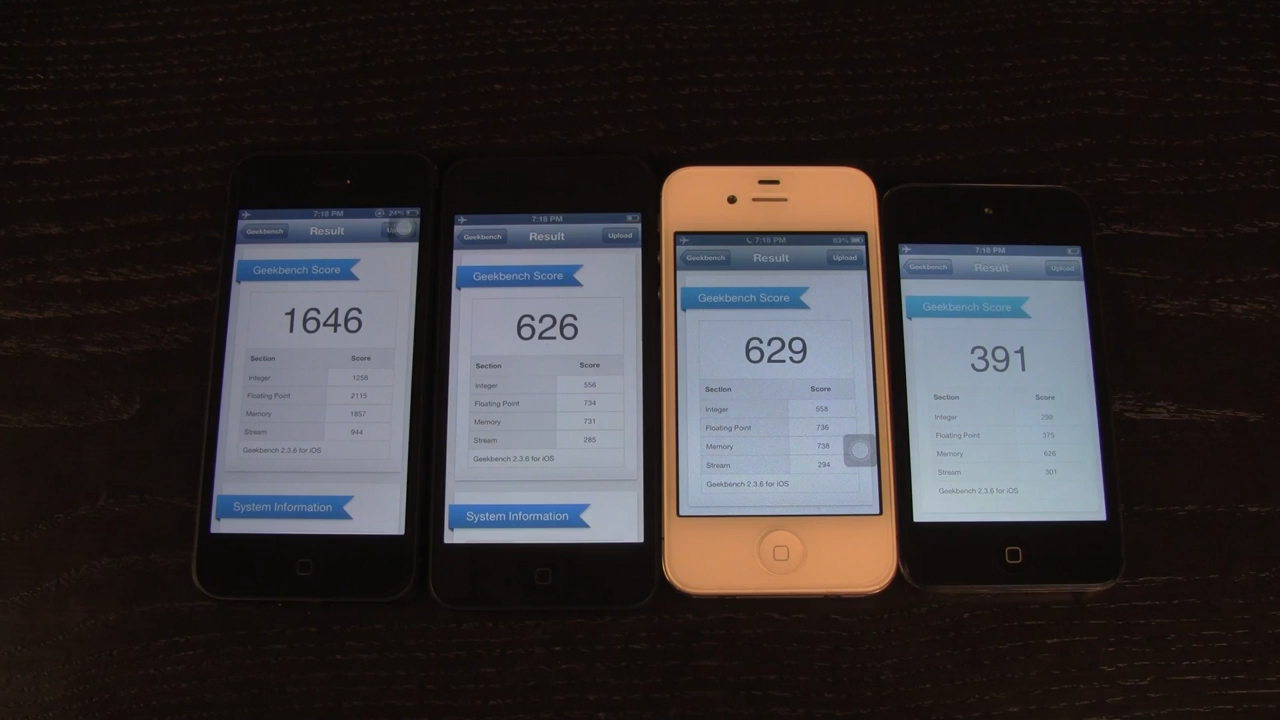 7:18 PM 24%
Geekbench Result
Geekbench Score
1646
Section Score
Integer 1258
Floating Point 2115
Memory 1857
Stream 944
Geekbench 2.3.6 for iOS
System Information
7:18 PM
Geekbench Result Upload
Geekbench Score
626
Section Score
Integer 556
Floating Point 734
Memory 731
Stream 285
Geekbench 2.3.6 for iOS
System Information
7:18 PM 83%
Geekbench Result Upload
Geekbench Score
629
Section Score
Integer 558
Floating Point 736
Memory 738
Stream 294
Geekbench 2.3.6 for iOS
7:18 PM
Geekbench Result Upload
Geekbench Score
391
Section Score
Integer 299
Floating Point 375
Memory 626
Stream 301
Geekbench 2.3.6 for iOS